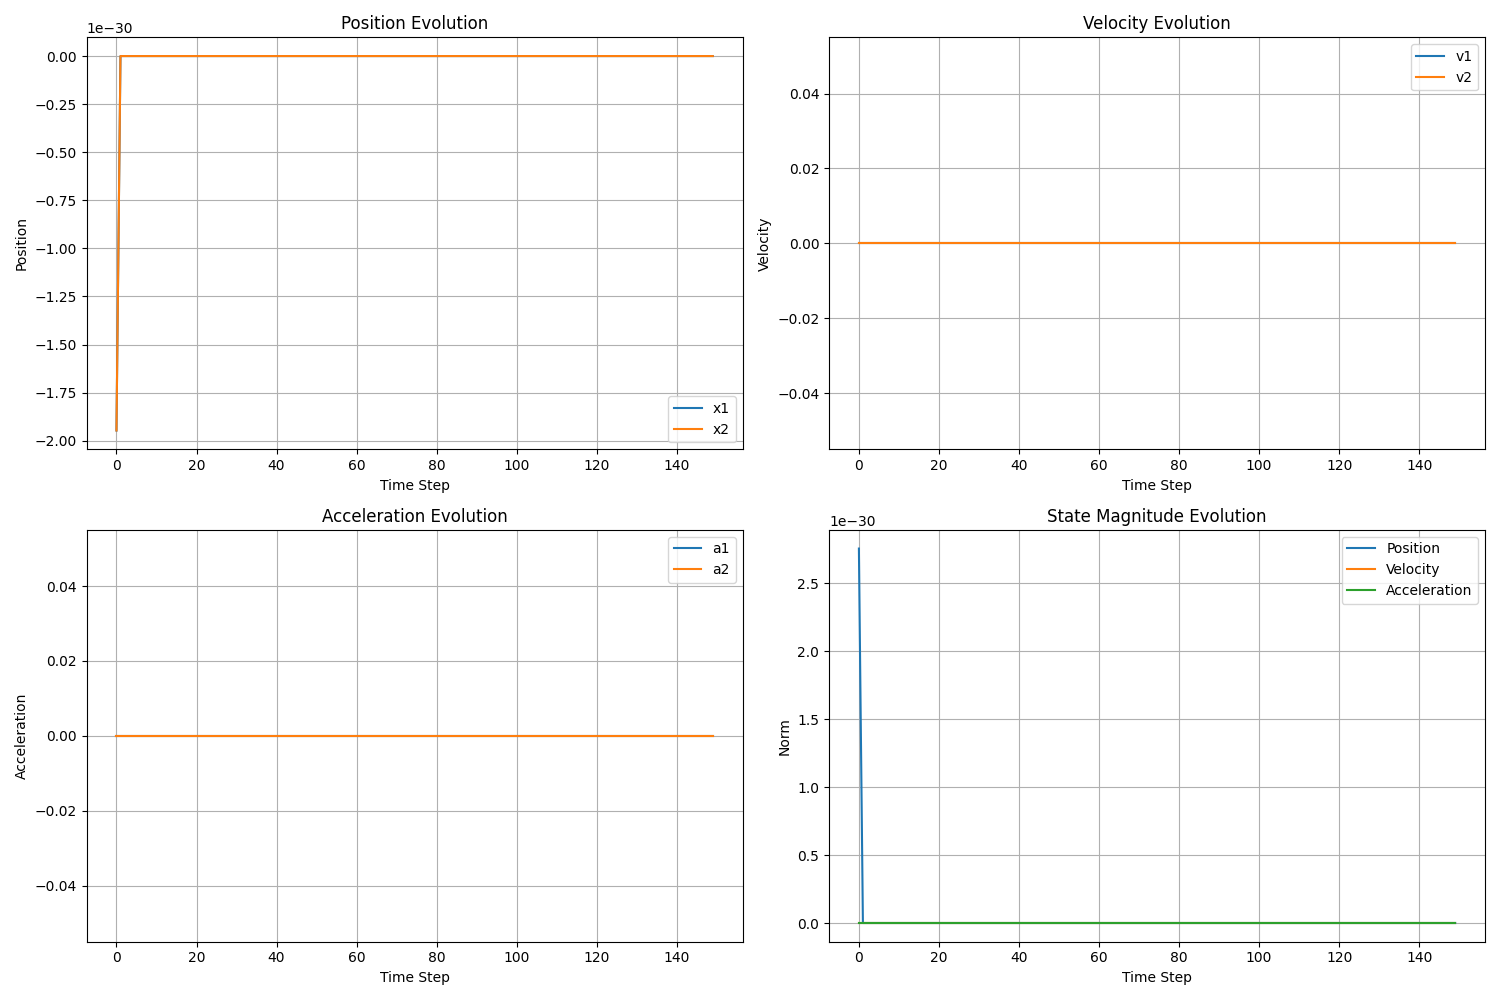 Position Evolution
1e−30
0.00
−0.25
−0.50
−0.75
−1.00
−1.25
−1.50
−1.75
−2.00
Position
x1
x2
0 20 40 60 80 100 120 140
Time Step
Velocity Evolution
0.04
0.02
0.00
−0.02
−0.04
Velocity
v1
v2
0 20 40 60 80 100 120 140
Time Step
Acceleration Evolution
0.04
0.02
0.00
−0.02
−0.04
Acceleration
a1
a2
0 20 40 60 80 100 120 140
Time Step
State Magnitude Evolution
1e−30
2.5
2.0
1.5
1.0
0.5
0.0
Norm
Position
Velocity
Acceleration
0 20 40 60 80 100 120 140
Time Step